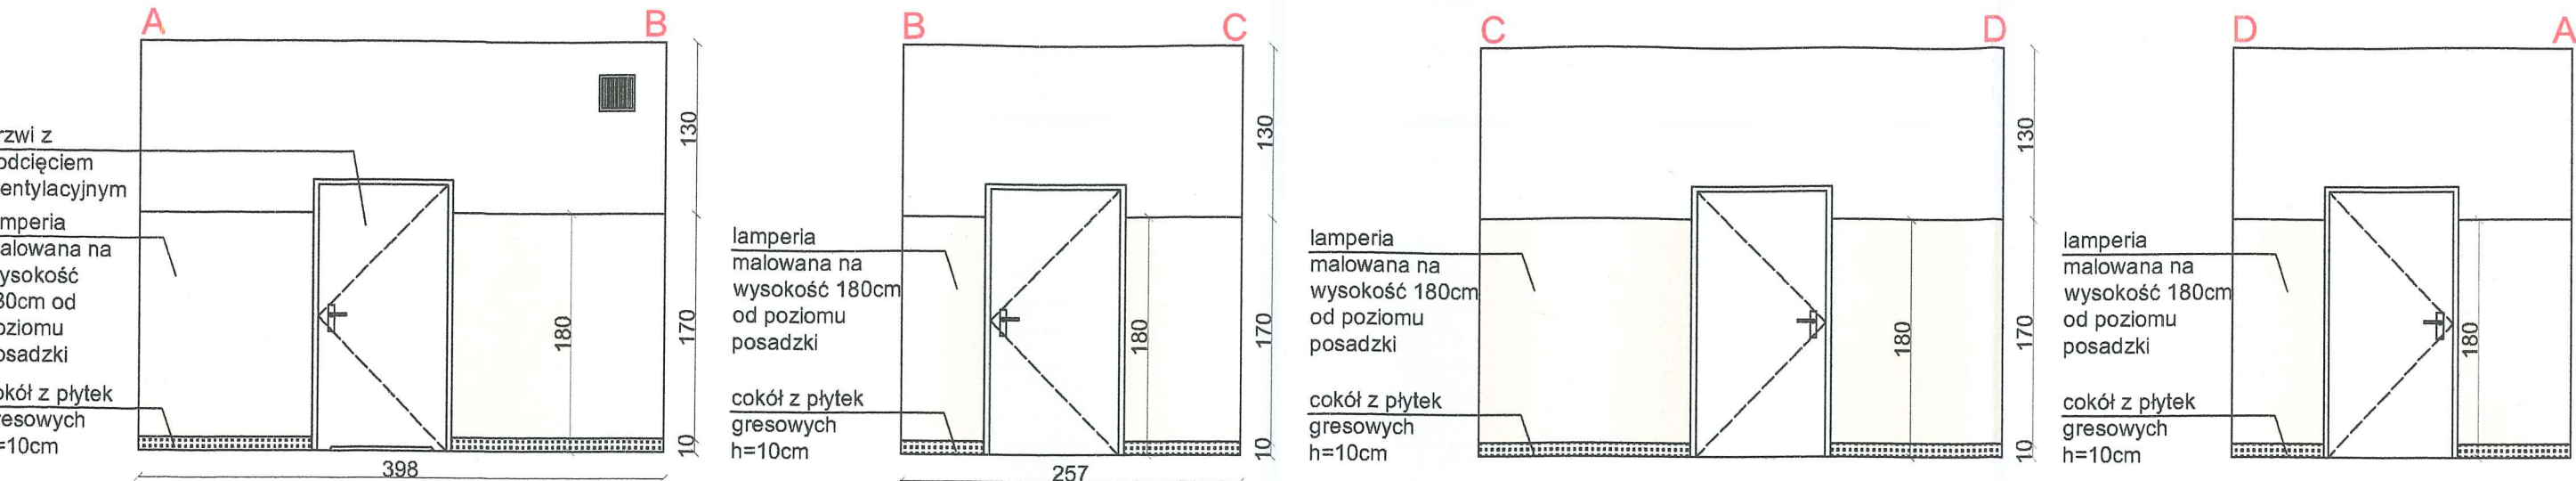 A
B
rzwi z
odcięciem
entylacyjnym
mperia
alowana na
ysokość
80cm od
oziomu
osadzki
okół z płytek
resowych
=10cm
180
130
170
10
398
B
C
lamperia
malowana na
wysokość 180cm
od poziomu
posadzki
cokół z płytek
gresowych
h=10cm
180
130
170
10
257
C
D
lamperia
malowana na
wysokość 180cm
od poziomu
posadzki
cokół z płytek
gresowych
h=10cm
180
130
170
10
D
A
lamperia
malowana na
wysokość 180cm
od poziomu
posadzki
cokół z płytek
gresowych
h=10cm
180